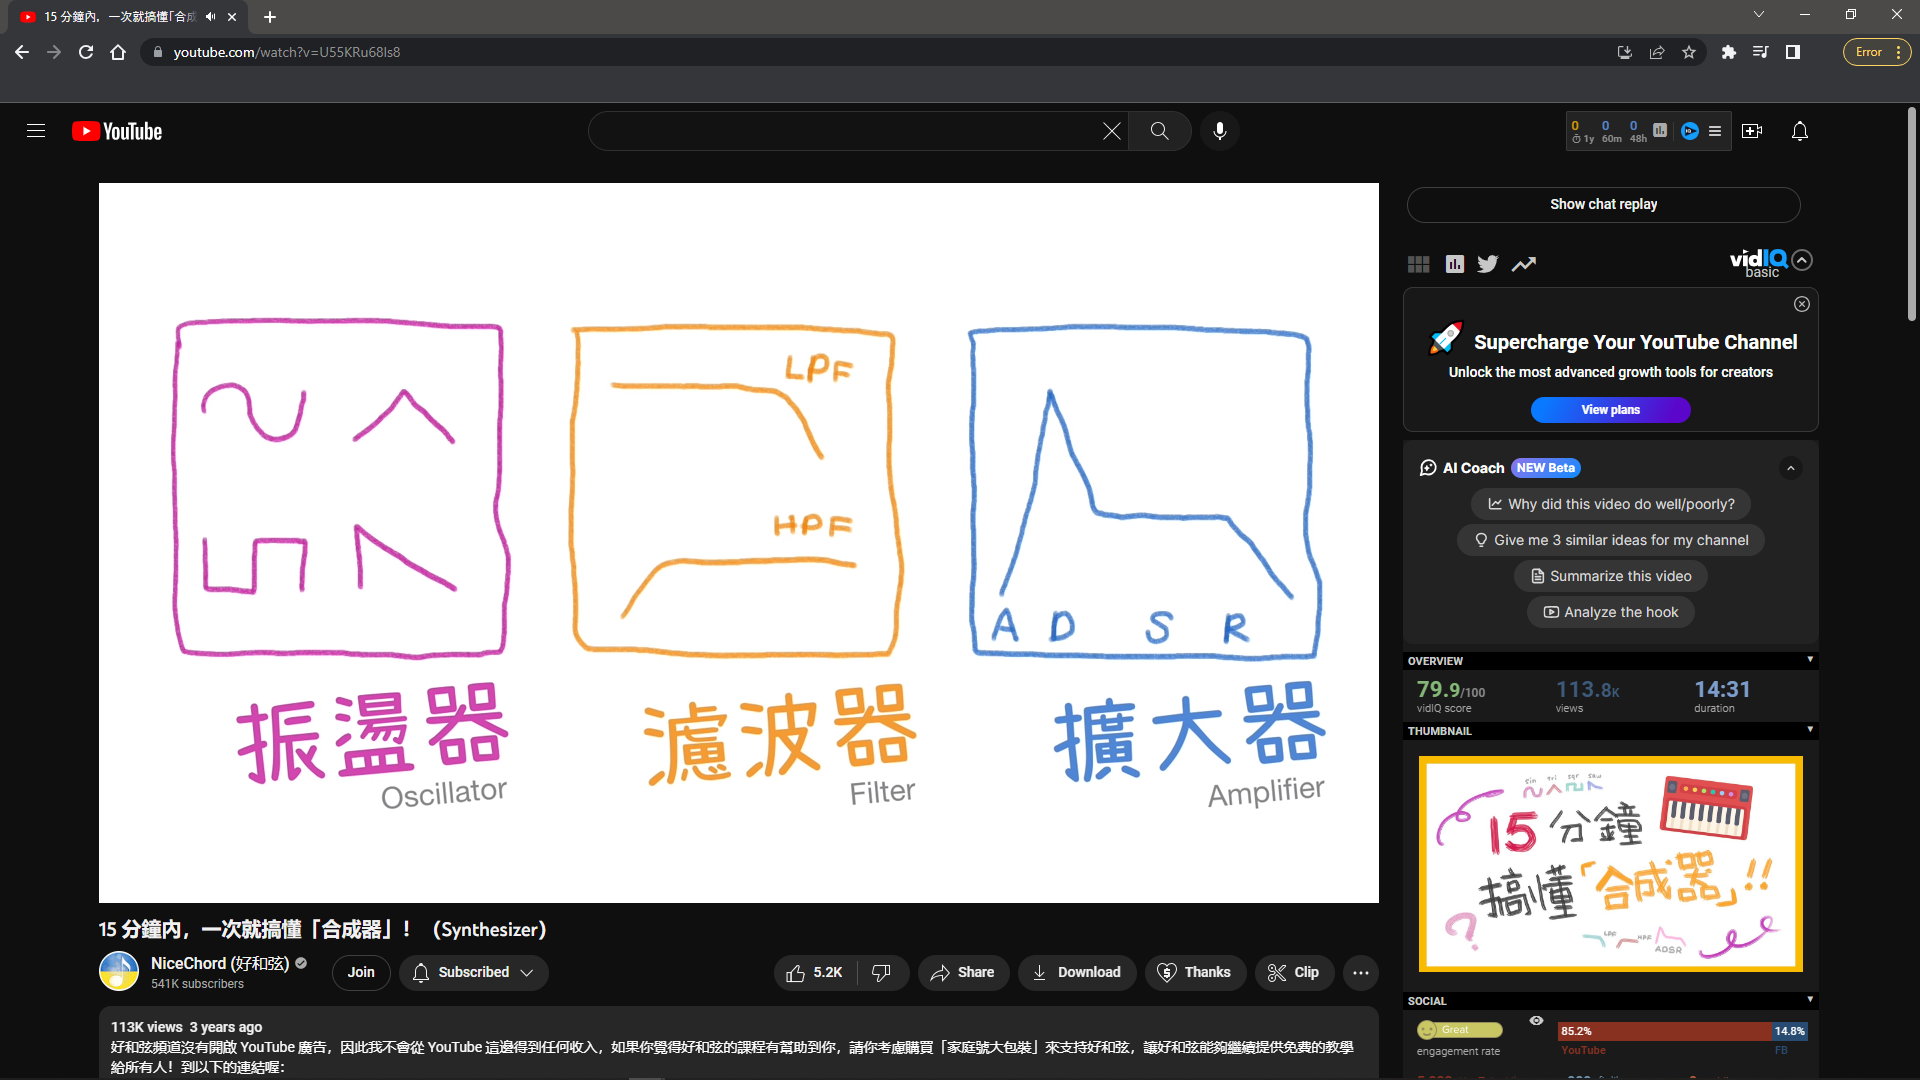 15 分鐘內，一次就搞懂「合成
youtube.com/watch?v=U55KRu68Is8
Error
YouTube
0 0 0
1y 60m 48h
Show chat replay
vidIQ
basic
Supercharge Your YouTube Channel
Unlock the most advanced growth tools for creators
View plans
AI Coach NEW Beta
Why did this video do well/poorly?
Give me 3 similar ideas for my channel
Summarize this video
Analyze the hook
OVERVIEW
79.9/100 113.8K 14:31
vidIQ score views duration
THUMBNAIL
sin tri sqr saw
15 分鐘
搞懂「合成器」!!
?
LPF HPF ADSR
SOCIAL
Great 85.2% 14.8%
engagement rate YouTube FB
LPF
HPF
A D S R
振盪器 濾波器 擴大器
Oscillator Filter Amplifier
15 分鐘內，一次就搞懂「合成器」！（Synthesizer）
NiceChord (好和弦)
541K subscribers
Join Subscribed 5.2K Share Download Thanks Clip
113K views 3 years ago
好和弦頻道沒有開啟 YouTube 廣告，因此我不會從 YouTube 這邊得到任何收入，如果你覺得好和弦的課程有幫助到你，請你考慮購買「家庭號大包裝」來支持好和弦，讓好和弦能夠繼續提供免費的教學
給所有人！到以下的連結喔：